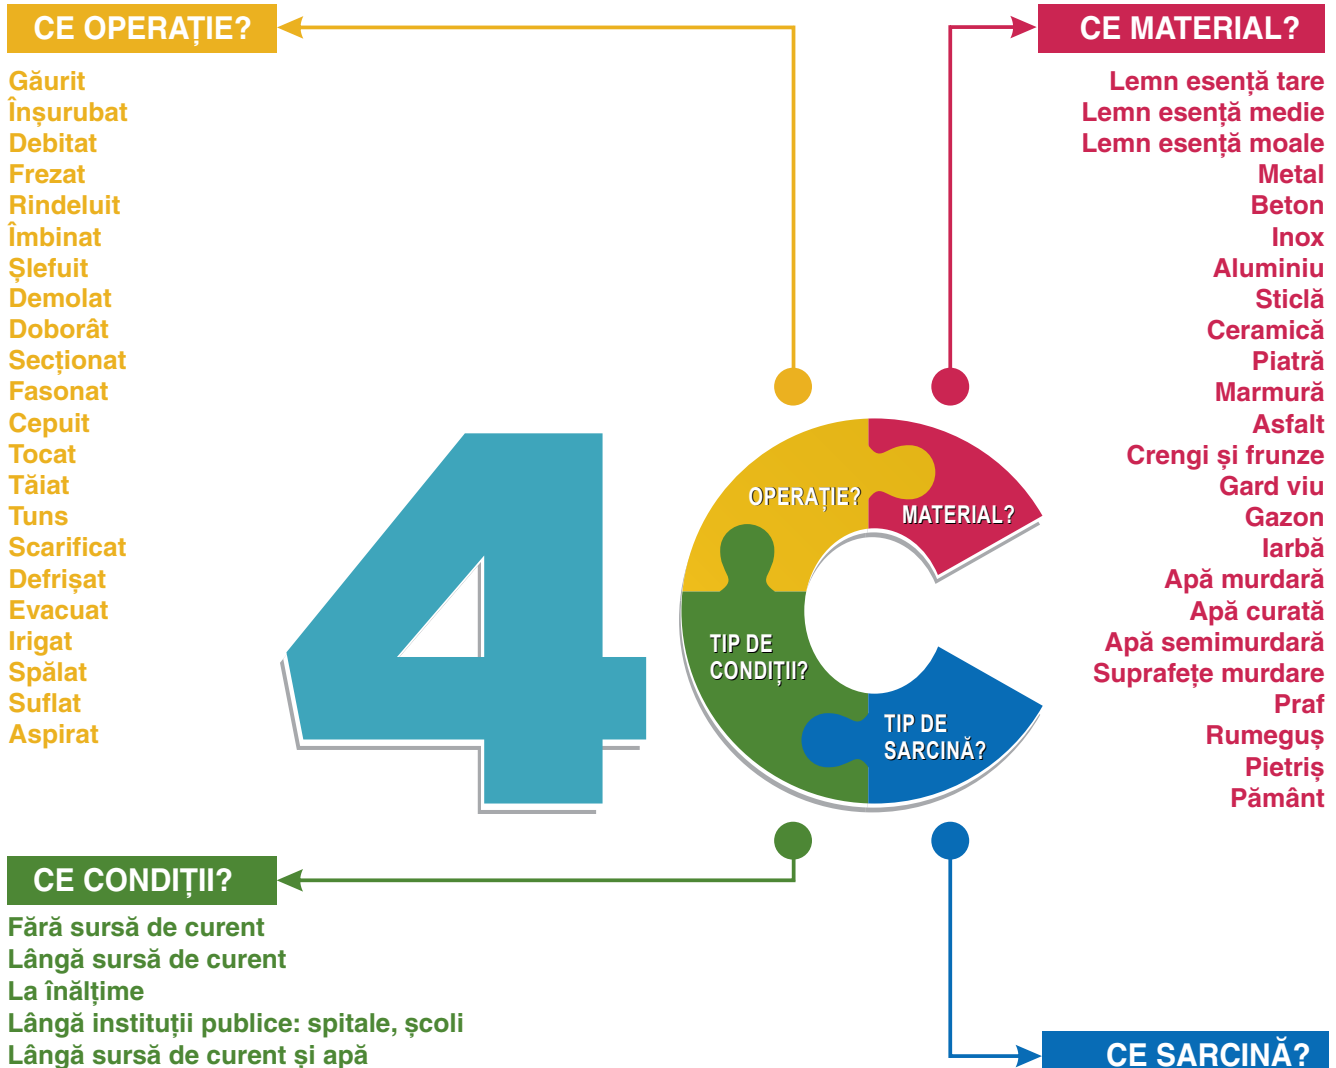 CE OPERAȚIE?
Găurit
Înșurubat
Debitat
Frezat
Rindeluit
Îmbinat
Șlefuit
Demolat
Doborât
Secționat
Fasonat
Cepuit
Tocat
Tăiat
Tuns
Scarificat
Defrișat
Evacuat
Irigat
Spălat
Suflat
Aspirat
CE MATERIAL?
Lemn esență tare
Lemn esență medie
Lemn esență moale
Metal
Beton
Inox
Aluminiu
Sticlă
Ceramică
Piatră
Marmură
Asfalt
Crengi și frunze
Gard viu
Gazon
Iarbă
Apă murdară
Apă curată
Apă semimurdară
Suprafețe murdare
Praf
Rumeguș
Pietriș
Pământ
4C
OPERAȚIE?
MATERIAL?
TIP DE
CONDIȚII?
TIP DE
SARCINĂ?
CE CONDIȚII?
Fără sursă de curent
Lângă sursă de curent
La înălțime
Lângă instituții publice: spitale, școli
Lângă sursă de curent și apă
CE SARCINĂ?